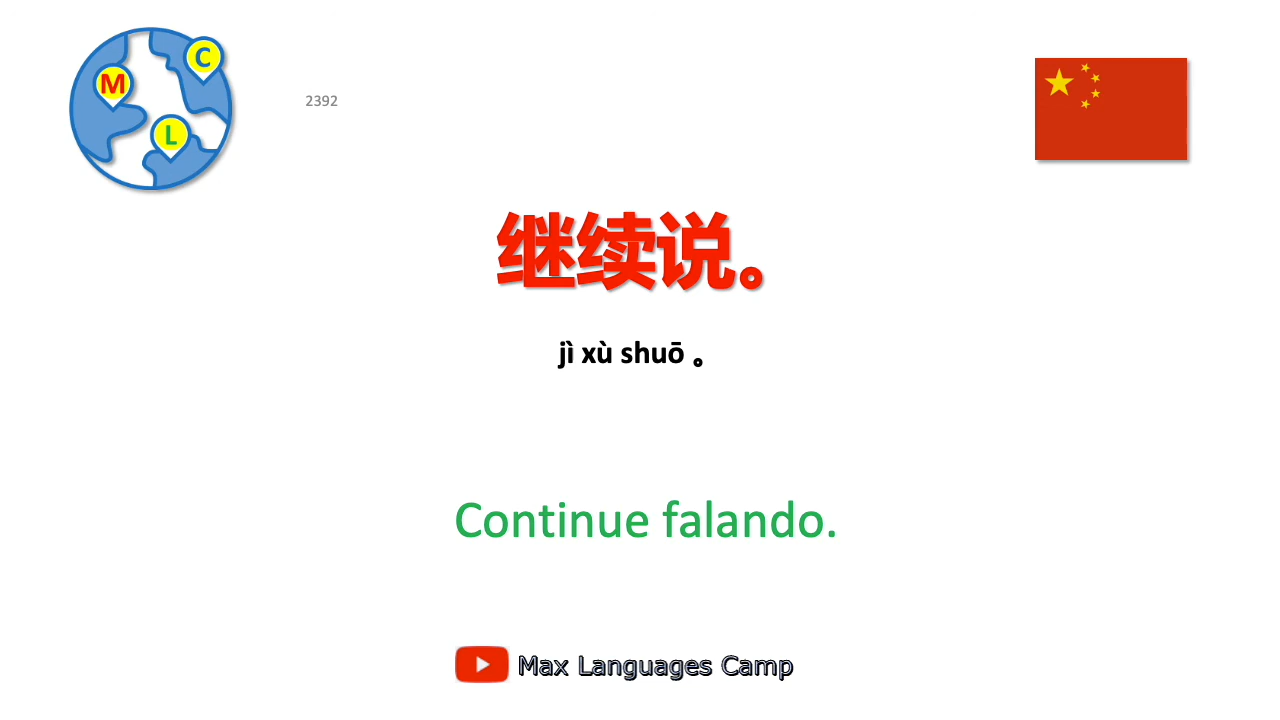 C
M
L
2392
继续说。
jì xù shuō 。
Continue falando.
Max Languages Camp